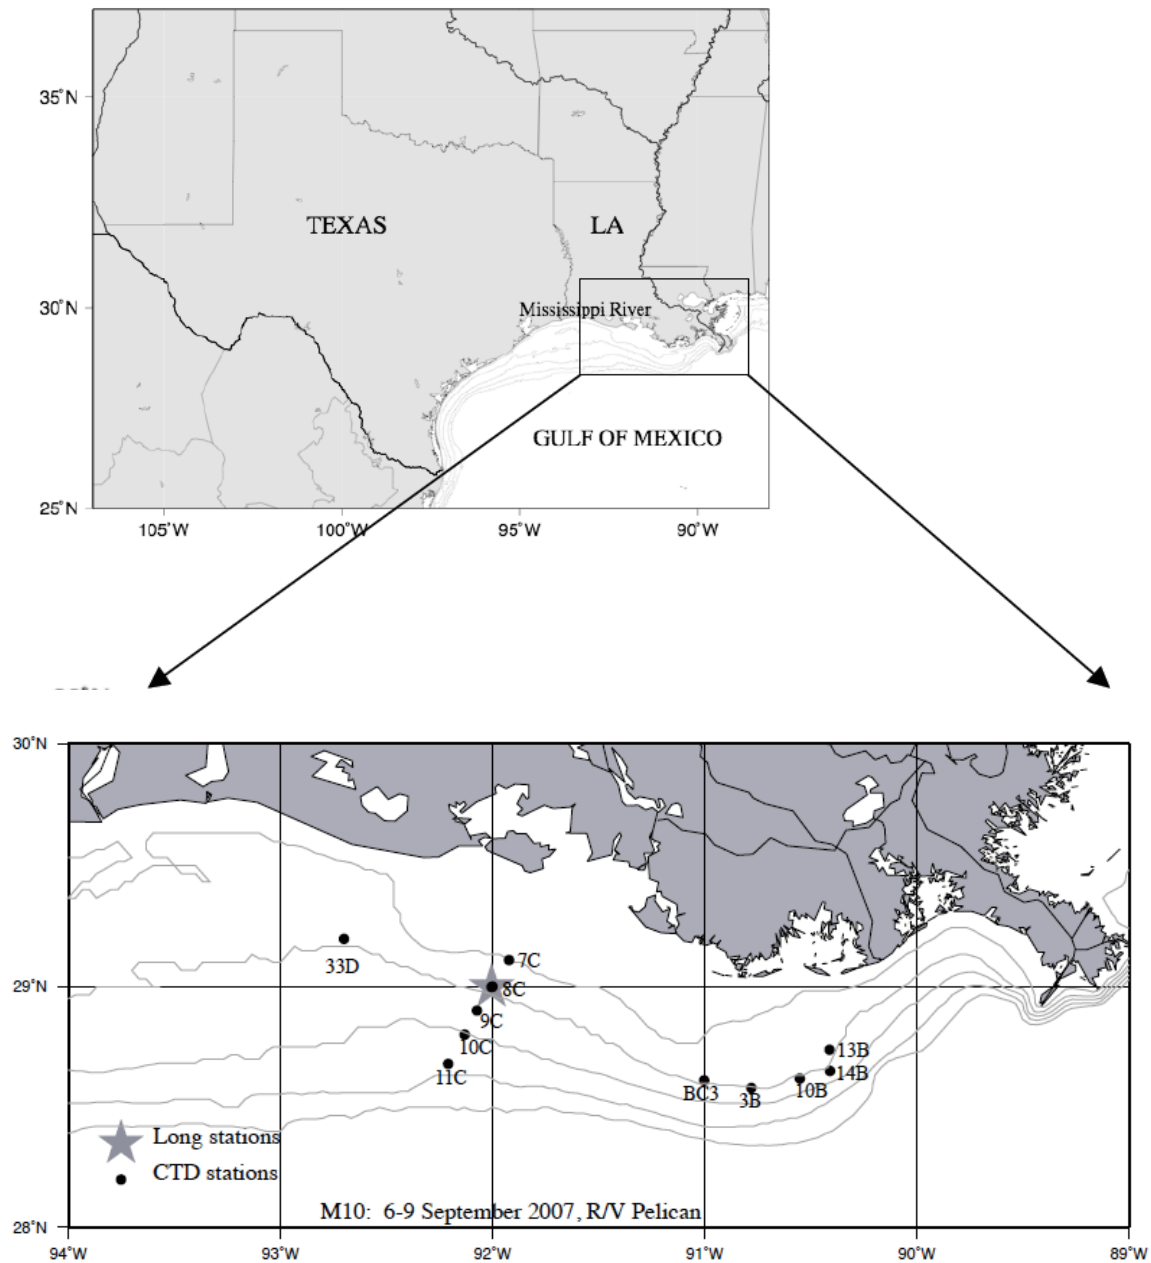 35°N
TEXAS
LA
30°N
Mississippi River
GULF OF MEXICO
25°N
105°W
100°W
95°W
90°W
30°N
7C
33D
29°N
8C
9C
10C
13B
11C
14B
BC3
3B
10B
Long stations
CTD stations
M10: 6-9 September 2007, R/V Pelican
28°N
94°W
93°W
92°W
91°W
90°W
89°W